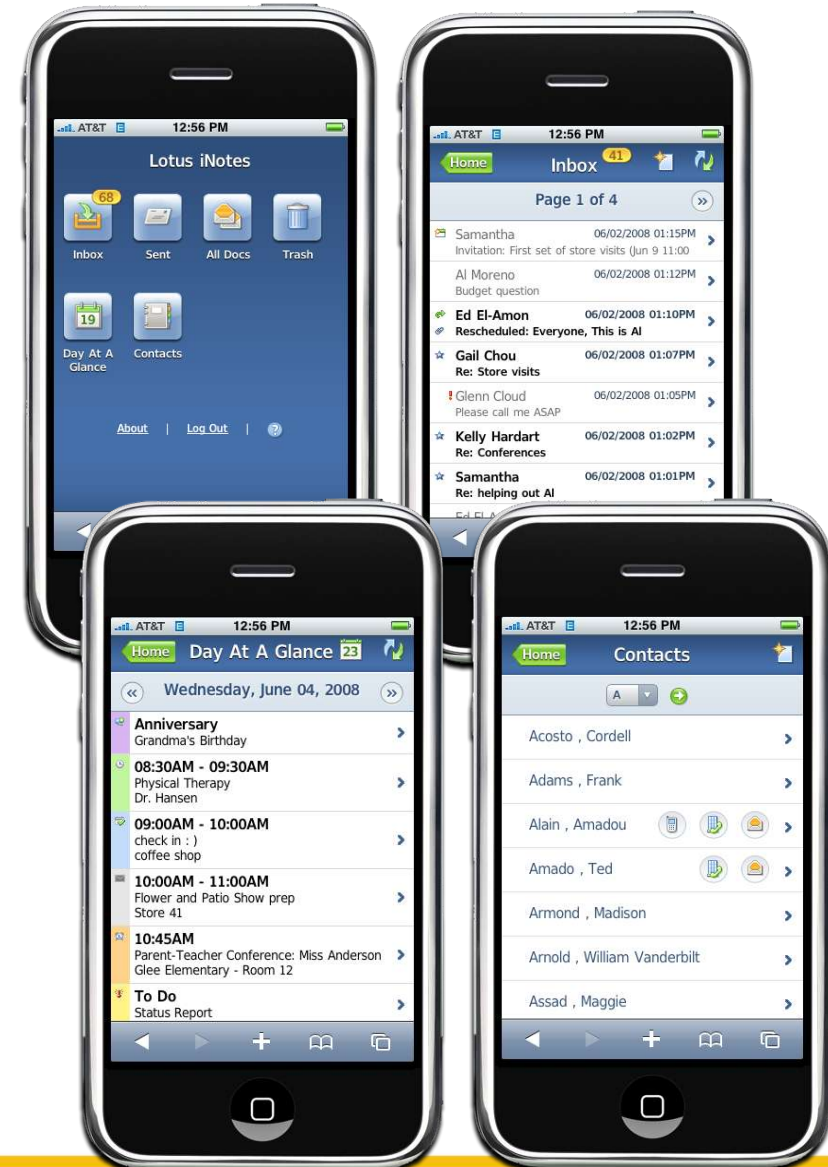 AT&T E 12:56 PM
Lotus iNotes
68
Inbox Sent All Docs Trash
19
Day At A Glance Contacts
About | Log Out | ?
AT&T E 12:56 PM
Home Inbox 41
Page 1 of 4 »
Samantha 06/02/2008 01:15PM
Invitation: First set of store visits (Jun 9 11:00
Al Moreno 06/02/2008 01:12PM
Budget question
Ed El-Amon 06/02/2008 01:10PM
Rescheduled: Everyone, This is Al
Gail Chou 06/02/2008 01:07PM
Re: Store visits
! Glenn Cloud 06/02/2008 01:05PM
Please call me ASAP
Kelly Hardart 06/02/2008 01:02PM
Re: Conferences
Samantha 06/02/2008 01:01PM
Re: helping out Al
AT&T E 12:56 PM
Home Day At A Glance 23
« Wednesday, June 04, 2008 »
Anniversary
Grandma's Birthday
08:30AM - 09:30AM
Physical Therapy
Dr. Hansen
09:00AM - 10:00AM
check in : )
coffee shop
10:00AM - 11:00AM
Flower and Patio Show prep
Store 41
10:45AM
Parent-Teacher Conference: Miss Anderson
Glee Elementary - Room 12
To Do
Status Report
AT&T E 12:56 PM
Home Contacts
A
Acosto , Cordell
Adams , Frank
Alain , Amadou
Amado , Ted
Armond , Madison
Arnold , William Vanderbilt
Assad , Maggie